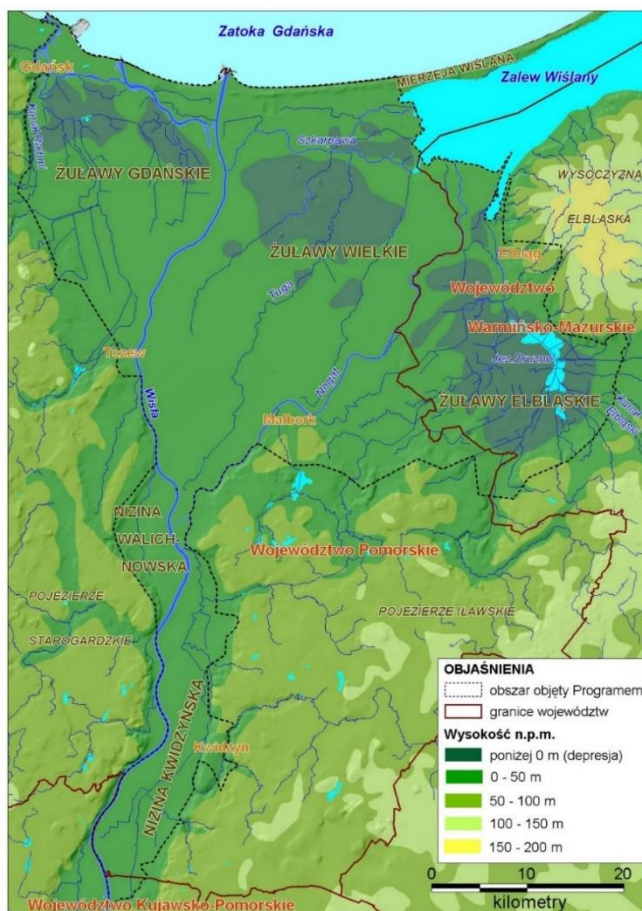 Zatoka Gdańska
MIERZEJA WIŚLANA
Zalew Wiślany
Gdańsk
Szkarpawa
ŻUŁAWY GDAŃSKIE
WYSOCZYZNA
ELBLĄSKA
ŻUŁAWY WIELKIE
Elbląg
Województwo
Warmińsko-Mazurskie
Tuga
Jez.Drużno
Tczew
Wisła
Nogat
ŻUŁAWY ELBLĄSKIE
Malbork
NIZINA
WALICH-
NOWSKA
Województwo Pomorskie
POJEZIERZE
STAROGARDZKIE
POJEZIERZE IŁAWSKIE
NIZINA KWIDZYŃSKA
Kwidzyn
Województwo Kujawsko-Pomorskie
OBJAŚNIENIA
obszar objęty Programem
granice województw
Wysokość n.p.m.
poniżej 0 m (depresja)
0 - 50 m
50 - 100 m
100 - 150 m
150 - 200 m
0 10 20
kilometry